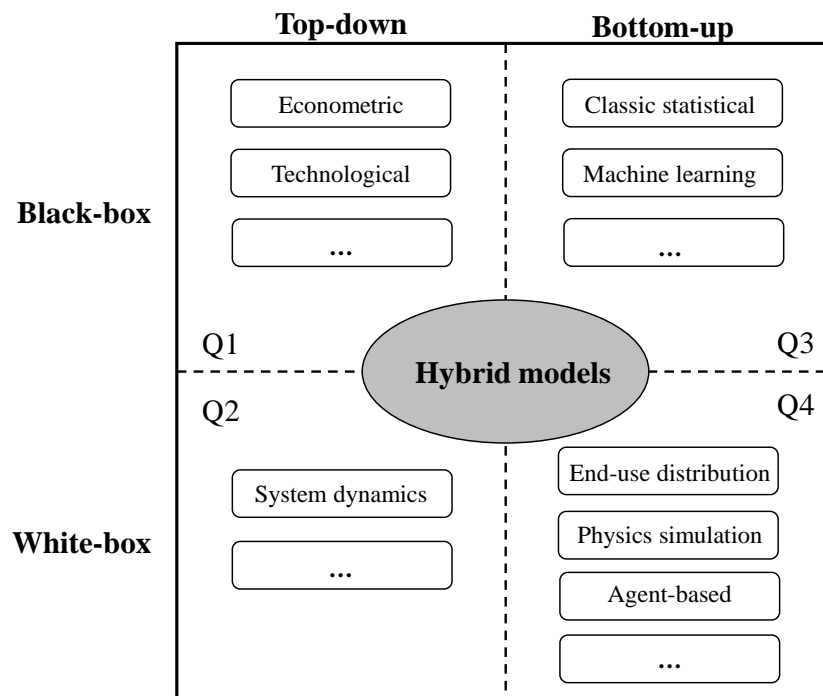 Top-down
Bottom-up
Econometric
Classic statistical
Technological
Machine learning
Black-box
...
...
Q1
Q3
Hybrid models
Q2
Q4
System dynamics
End-use distribution
White-box
Physics simulation
...
Agent-based
...